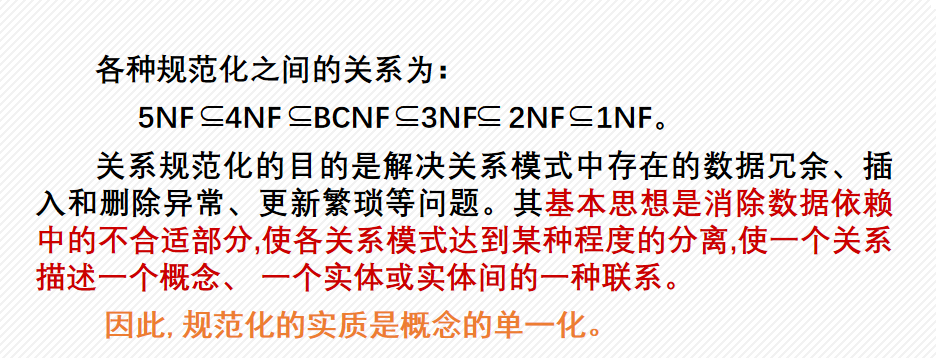 各种规范化之间的关系为：
5NF⊆4NF⊆BCNF⊆3NF⊆ 2NF⊆1NF。
关系规范化的目的是解决关系模式中存在的数据冗余、插
入和删除异常、更新繁琐等问题。其基本思想是消除数据依赖
中的不合适部分,使各关系模式达到某种程度的分离,使一个关系
描述一个概念、 一个实体或实体间的一种联系。
因此, 规范化的实质是概念的单一化。